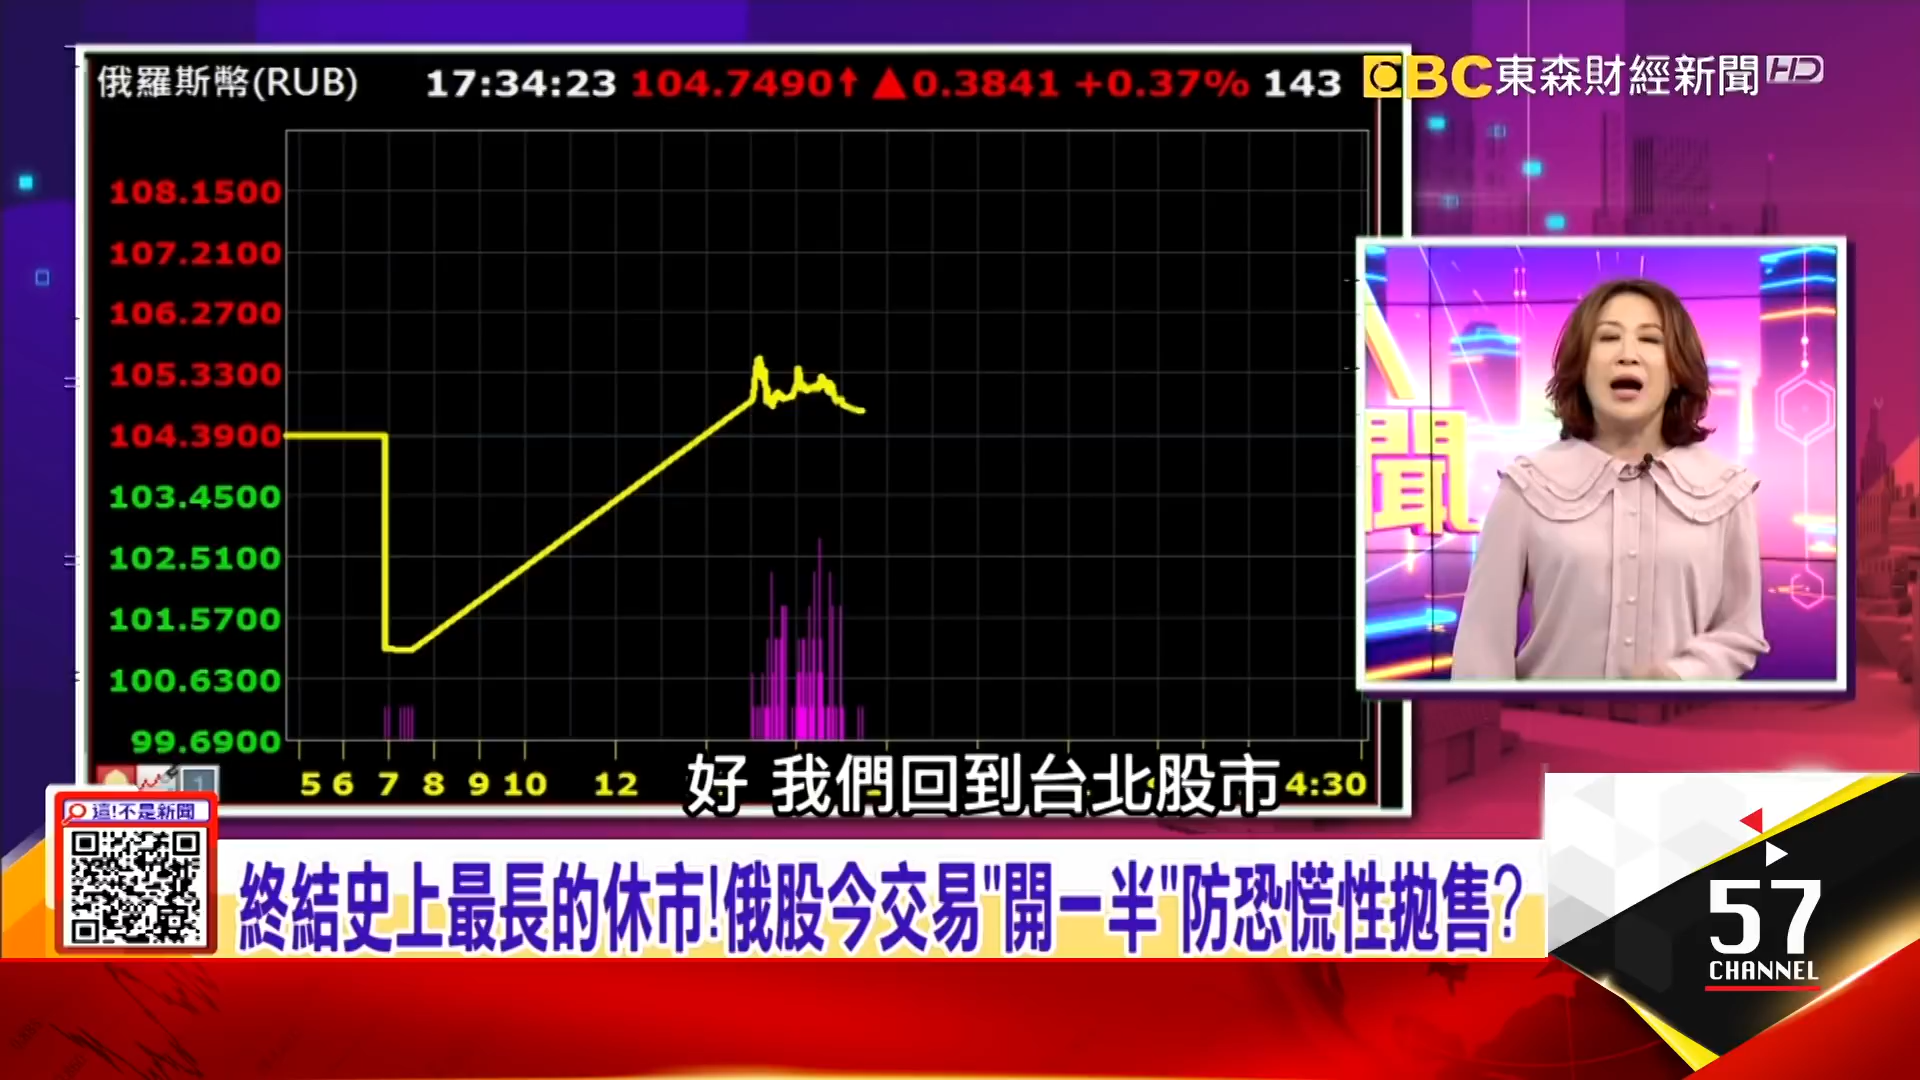 俄羅斯幣(RUB) 17:34:23 104.7490↑ ▲0.3841 +0.37% 143
EBC東森財經新聞HD
108.1500
107.2100
106.2700
105.3300
104.3900
103.4500
102.5100
101.5700
100.6300
99.6900
5 6 7 8 9 10 12 4:30
聞
好 我們回到台北股市
這!不是新聞
終結史上最長的休市!俄股今交易"開一半"防恐慌性拋售?
57
CHANNEL